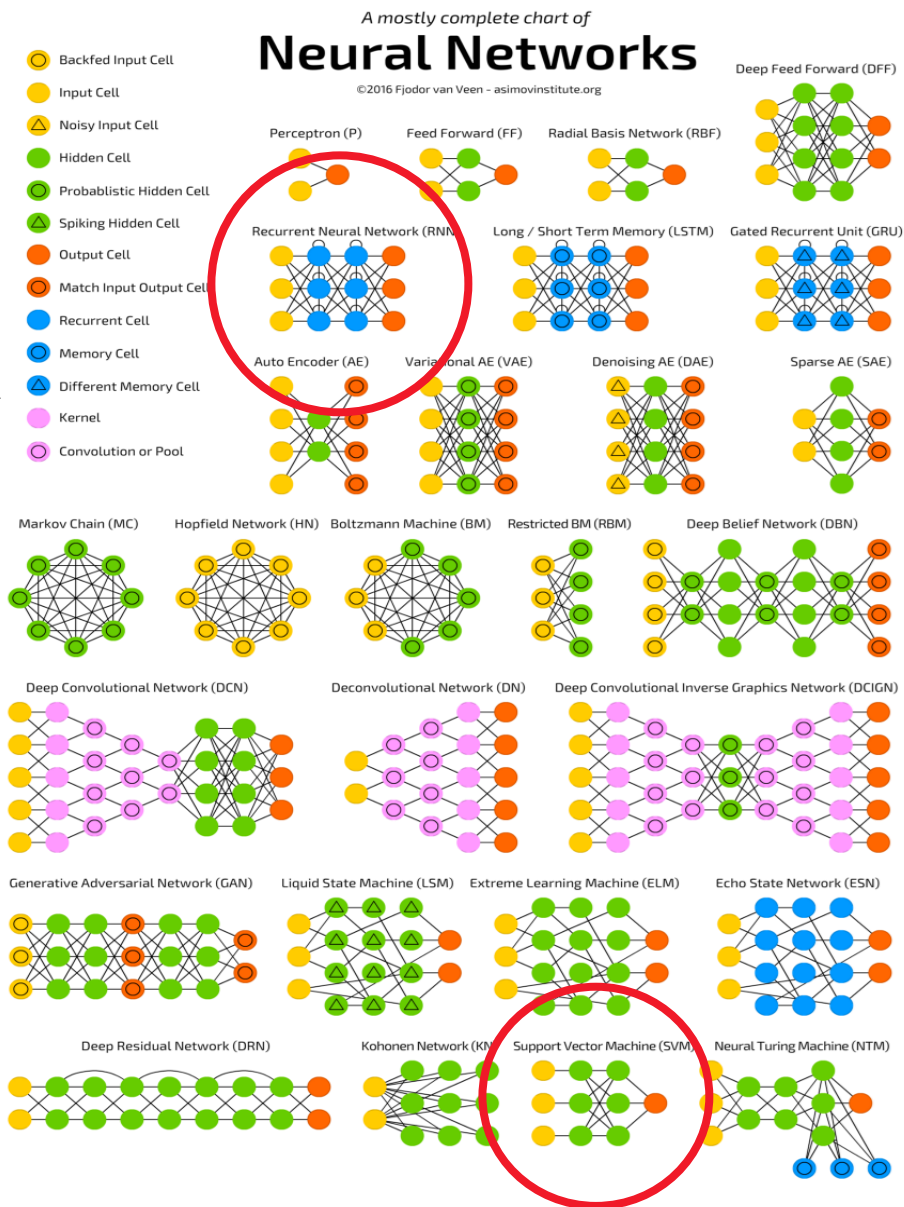 A mostly complete chart of
Neural Networks
©2016 Fjodor van Veen - asimovinstitute.org
Backfed Input Cell
Input Cell
Noisy Input Cell
Hidden Cell
Probablistic Hidden Cell
Spiking Hidden Cell
Output Cell
Match Input Output Cell
Recurrent Cell
Memory Cell
Different Memory Cell
Kernel
Convolution or Pool
Perceptron (P)
Feed Forward (FF)
Radial Basis Network (RBF)
Deep Feed Forward (DFF)
Recurrent Neural Network (RNN)
Long / Short Term Memory (LSTM)
Gated Recurrent Unit (GRU)
Auto Encoder (AE)
Variational AE (VAE)
Denoising AE (DAE)
Sparse AE (SAE)
Markov Chain (MC)
Hopfield Network (HN)
Boltzmann Machine (BM)
Restricted BM (RBM)
Deep Belief Network (DBN)
Deep Convolutional Network (DCN)
Deconvolutional Network (DN)
Deep Convolutional Inverse Graphics Network (DCIGN)
Generative Adversarial Network (GAN)
Liquid State Machine (LSM)
Extreme Learning Machine (ELM)
Echo State Network (ESN)
Deep Residual Network (DRN)
Kohonen Network (KN)
Support Vector Machine (SVM)
Neural Turing Machine (NTM)